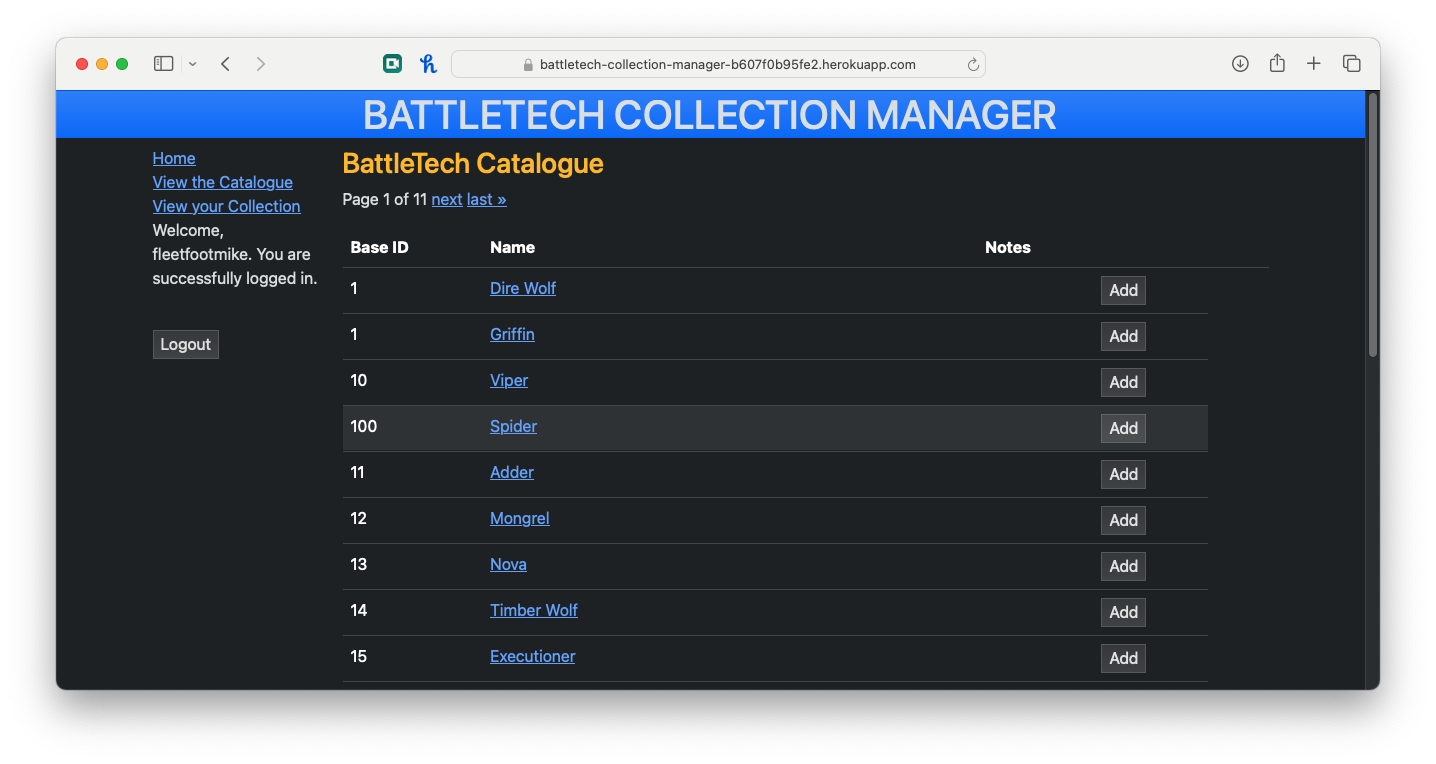 battletech-collection-manager-b607f0b95fe2.herokuapp.com
BATTLETECH COLLECTION MANAGER
Home
View the Catalogue
View your Collection
Welcome,
fleetfootmike. You are
successfully logged in.
Logout
BattleTech Catalogue
Page 1 of 11 next last »
Base ID Name Notes
1 Dire Wolf Add
1 Griffin Add
10 Viper Add
100 Spider Add
11 Adder Add
12 Mongrel Add
13 Nova Add
14 Timber Wolf Add
15 Executioner Add